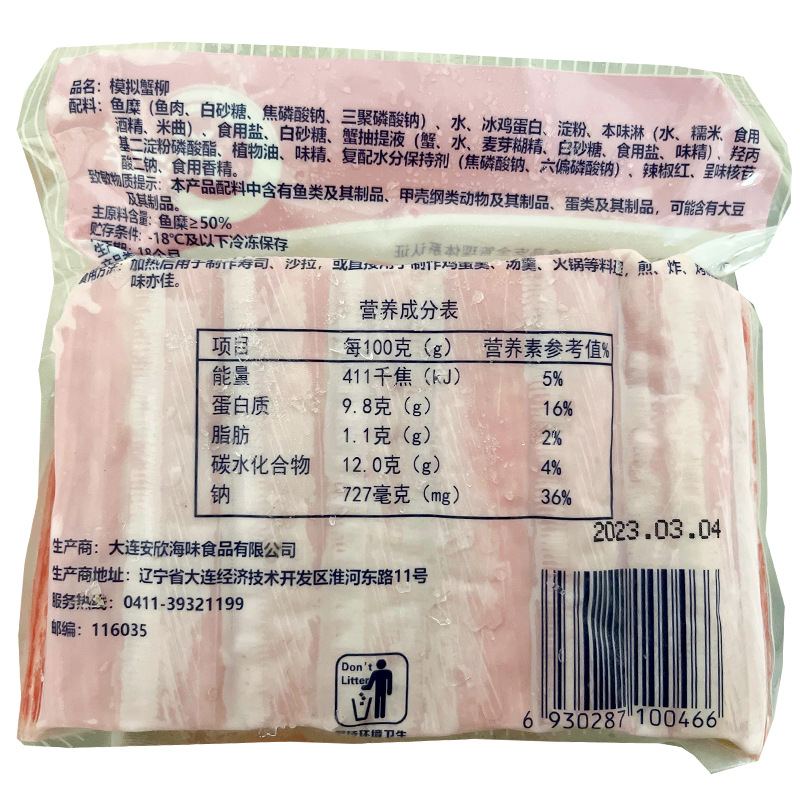 品名：模拟蟹柳
配料：鱼糜（鱼肉、白砂糖、焦磷酸钠、三聚磷酸钠）、水、冰鸡蛋白、淀粉、本味淋（水、糯米、食用
酒精、米曲）、食用盐、白砂糖、蟹抽提液（蟹、水、麦芽糊精、白砂糖、食用盐、味精）、羟丙
基二淀粉磷酸酯、植物油、味精、复配水分保持剂（焦磷酸钠、六偏磷酸钠）、辣椒红、呈味核苷
酸二钠、食用香精。
致敏物质提示：本产品配料中含有鱼类及其制品、甲壳纲类动物及其制品、蛋类及其制品，可能含有大豆
及其制品。
主原料含量：鱼糜≥50%
贮存条件：-18℃及以下冷冻保存
18个月
食用方法：加热后用于制作寿司、沙拉，或直接用于制作鸡蛋羹、汤羹、火锅等料理，煎、炸、
味亦佳。
营养成分表
项目 每100克（g） 营养素参考值%
能量 411千焦（kJ） 5%
蛋白质 9.8克（g） 16%
脂肪 1.1克（g） 2%
碳水化合物 12.0克（g） 4%
钠 727毫克（mg） 36%
2023.03.04
生产商：大连安欣海味食品有限公司
生产商地址：辽宁省大连经济技术开发区淮河东路11号
服务热线：0411-39321199
邮编：116035
Don't
Litter
6 930287 100466